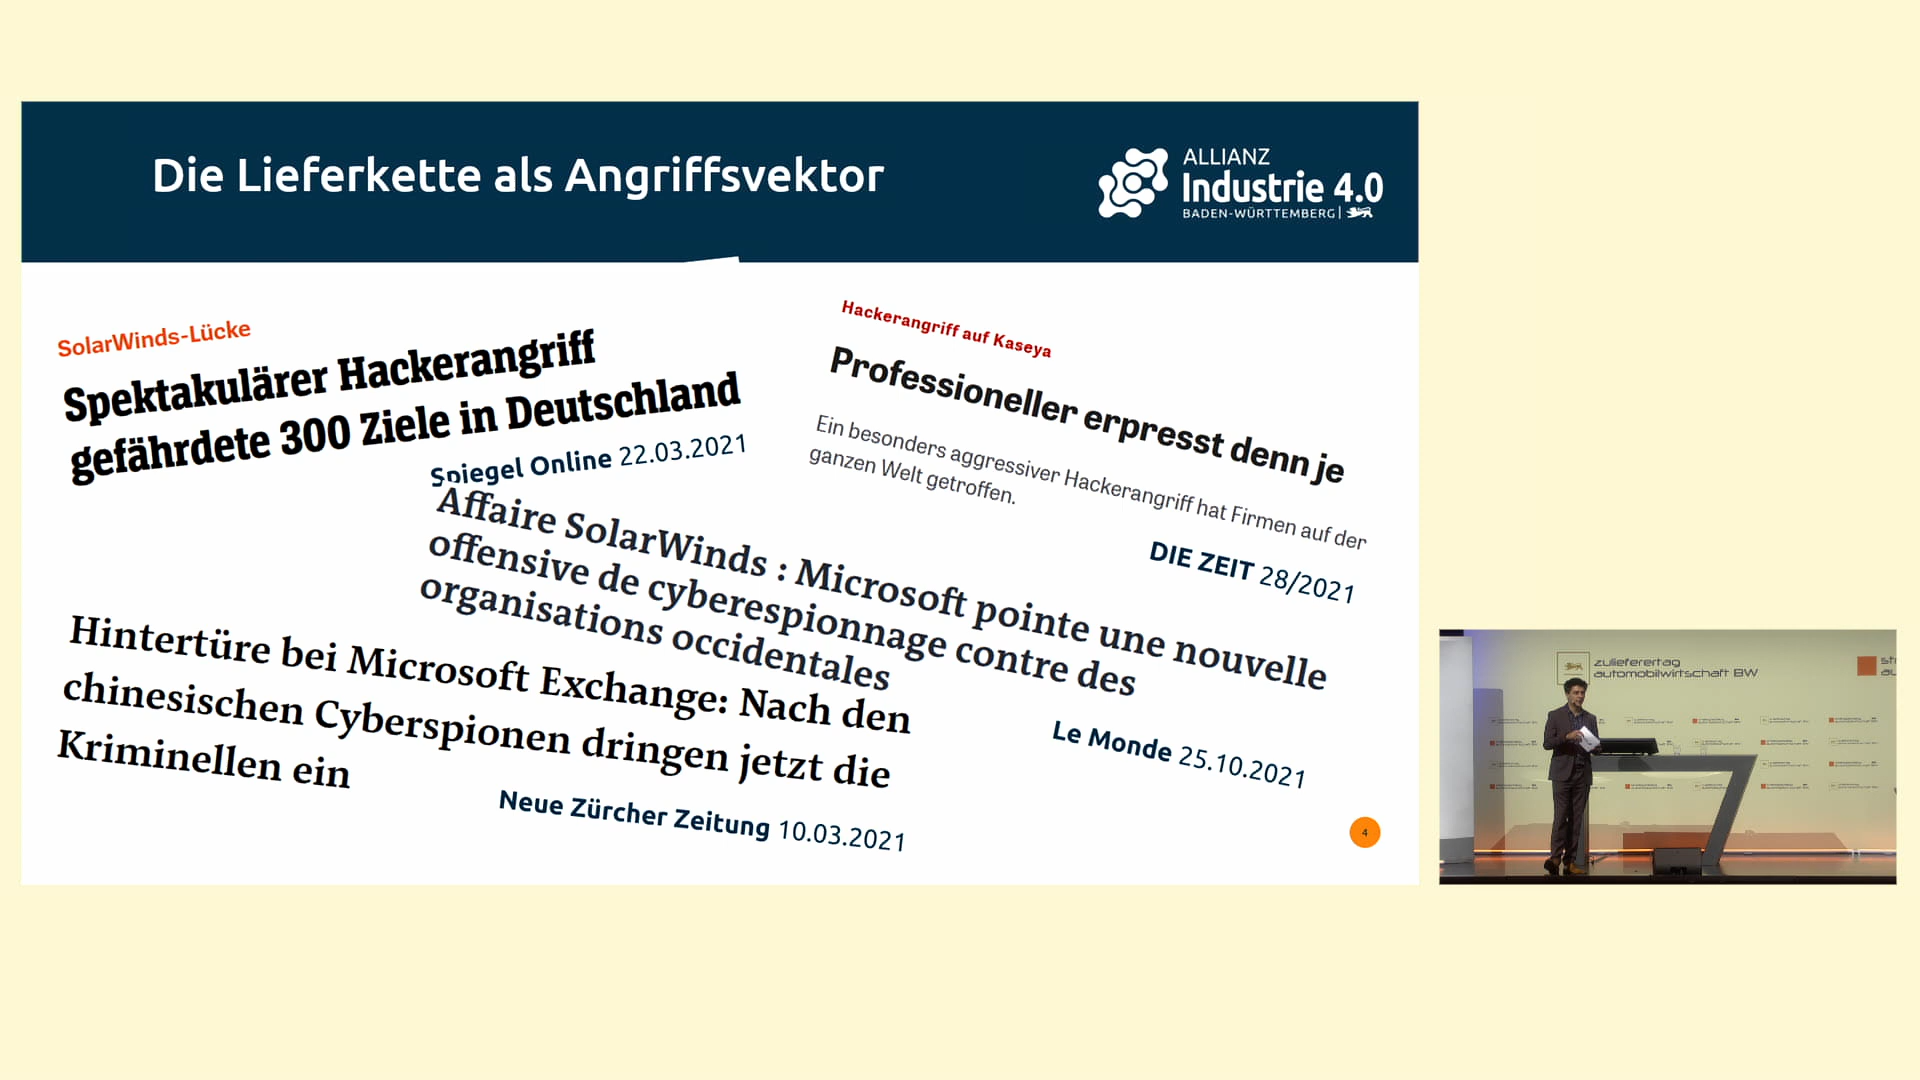 Die Lieferkette als Angriffsvektor
ALLIANZ
Industrie 4.0
BADEN-WÜRTTEMBERG
SolarWinds-Lücke
Spektakulärer Hackerangriff
gefährdete 300 Ziele in Deutschland
Spiegel Online 22.03.2021
Hackerangriff auf Kaseya
Professioneller erpresst denn je
Ein besonders aggressiver Hackerangriff hat Firmen auf der
ganzen Welt getroffen.
DIE ZEIT 28/2021
Affaire SolarWinds : Microsoft pointe une nouvelle
offensive de cyberespionnage contre des
organisations occidentales
Le Monde 25.10.2021
Hintertüre bei Microsoft Exchange: Nach den
chinesischen Cyberspionen dringen jetzt die
Kriminellen ein
Neue Zürcher Zeitung 10.03.2021
4
zulieferertag
automobilwirtschaft BW